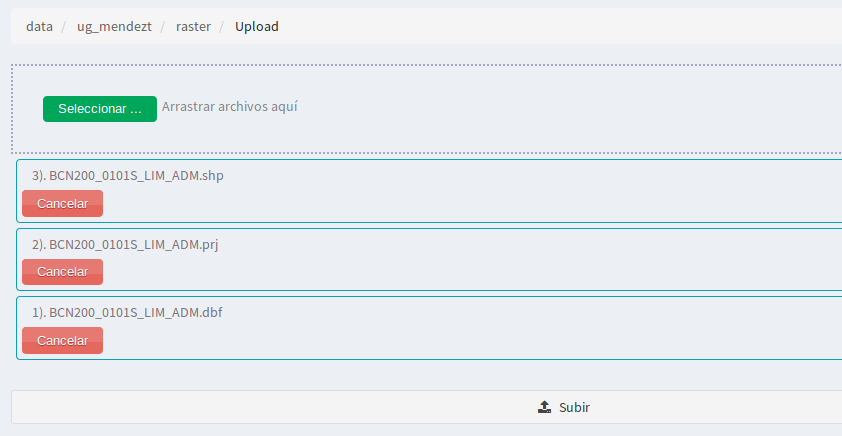 data / ug_mendezt / raster / Upload
Seleccionar ... Arrastrar archivos aquí
3). BCN200_0101S_LIM_ADM.shp
Cancelar
2). BCN200_0101S_LIM_ADM.prj
Cancelar
1). BCN200_0101S_LIM_ADM.dbf
Cancelar
Subir